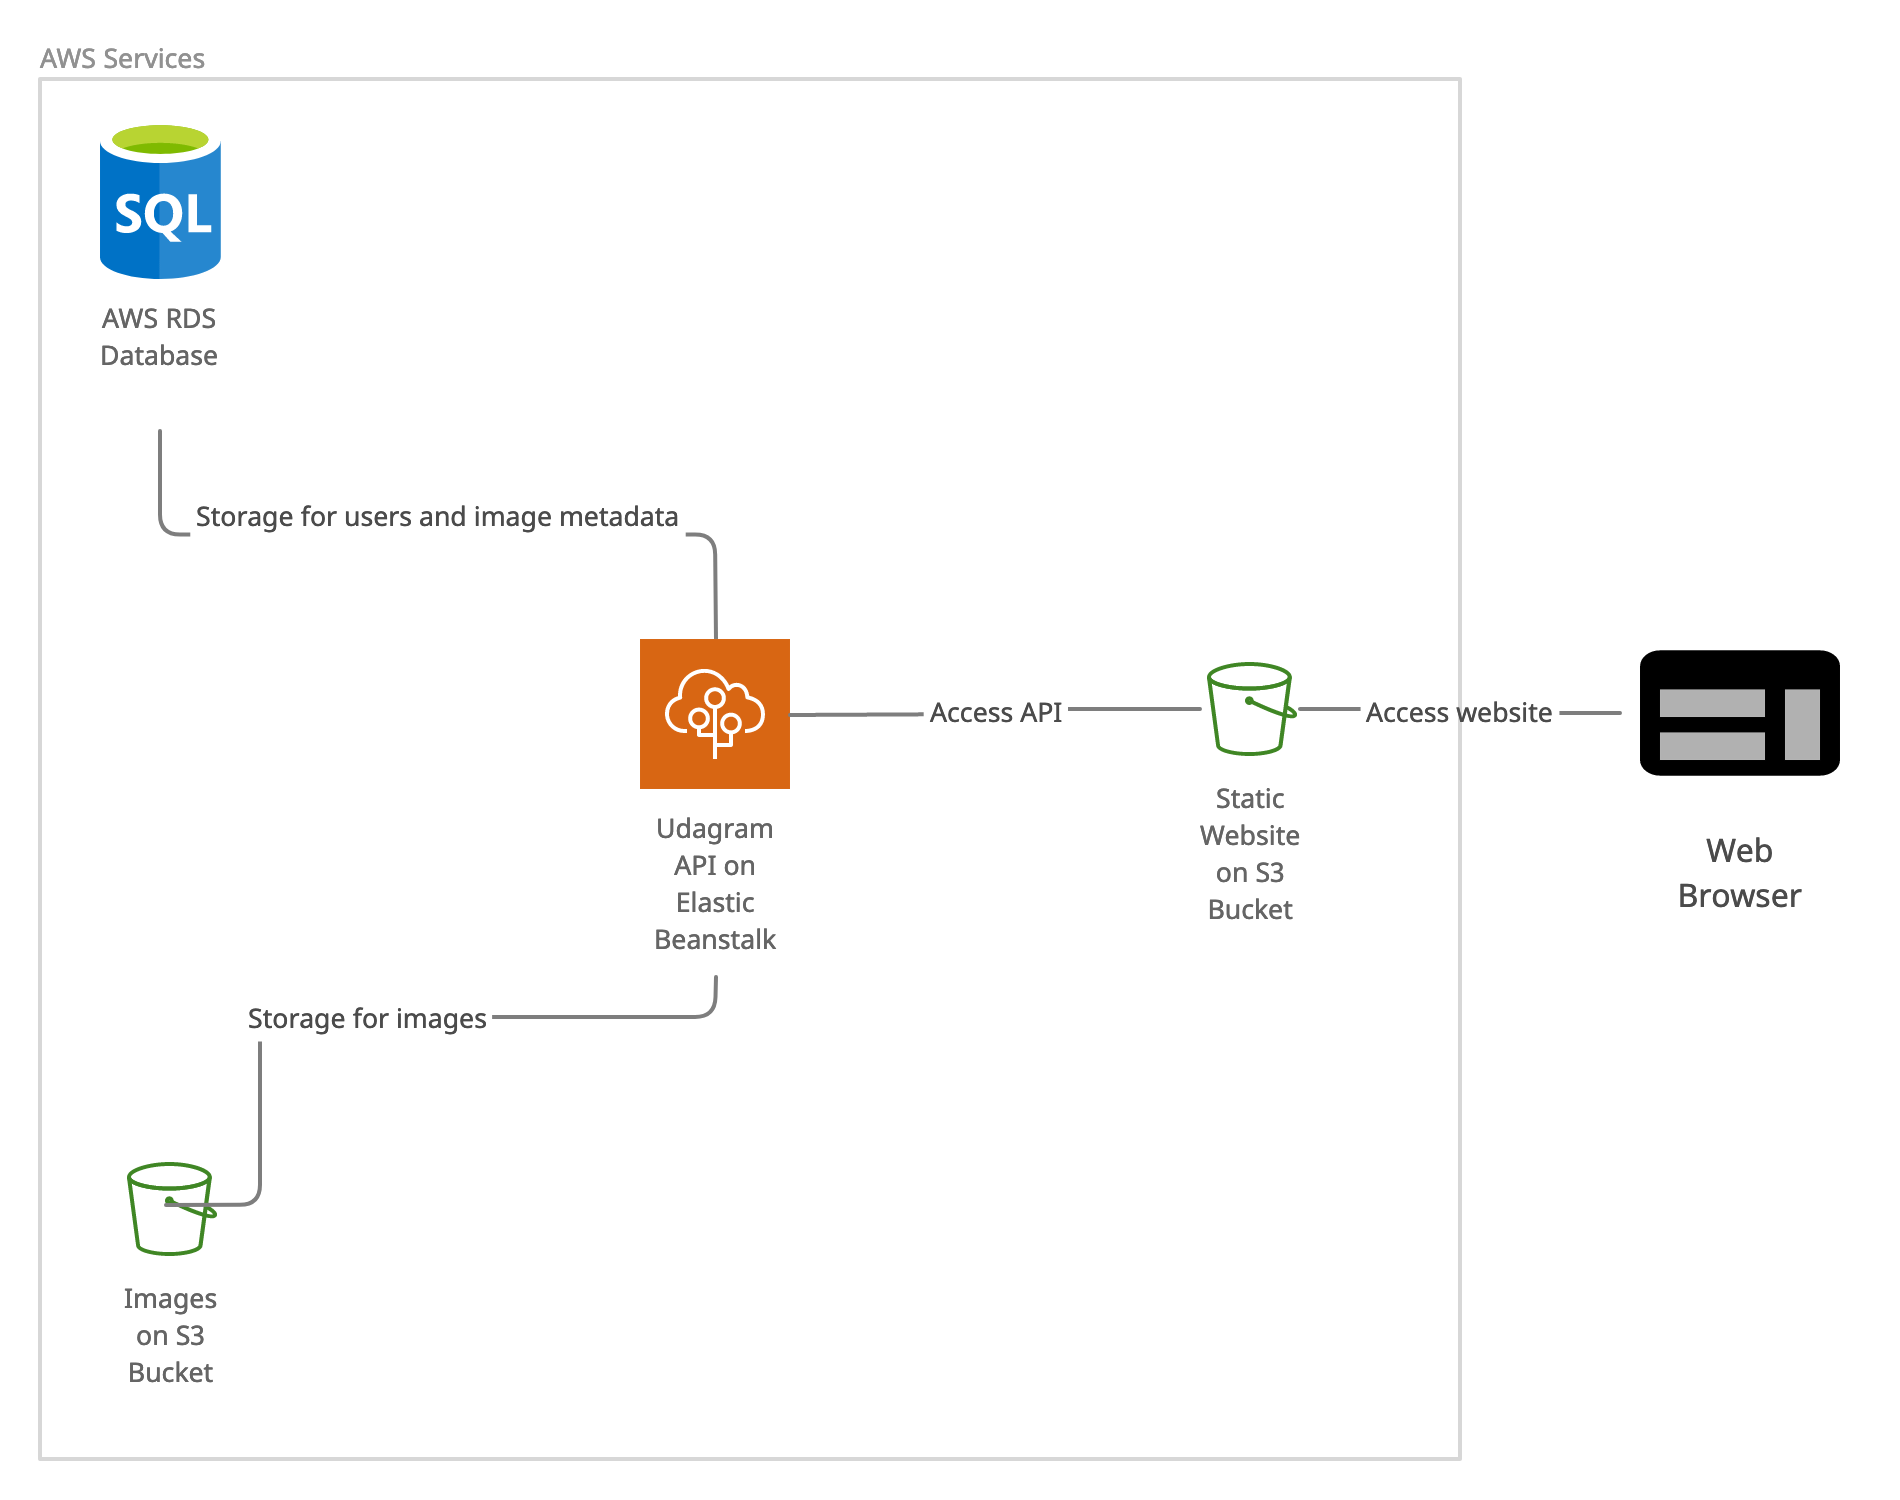 AWS Services
SQL
AWS RDS
Database
Storage for users and image metadata
Access API
Access website
Udagram
API on
Elastic
Beanstalk
Static
Website
on S3
Bucket
Web
Browser
Storage for images
Images
on S3
Bucket